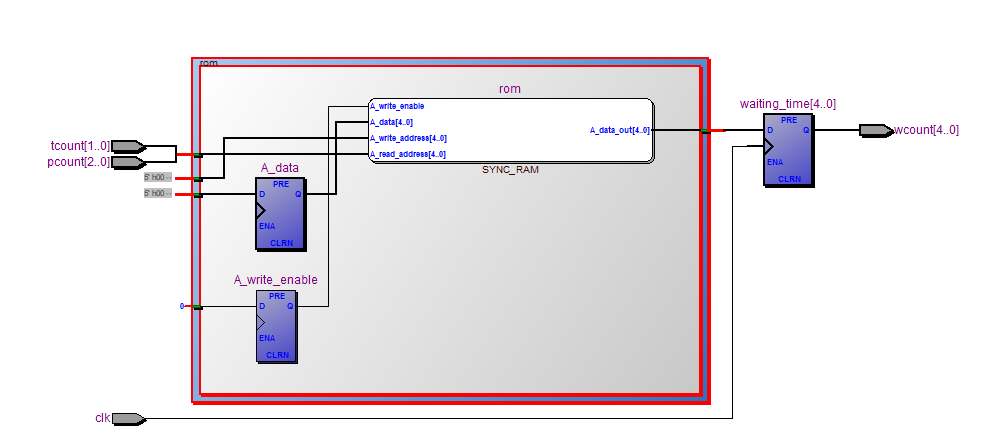 rom
rom
A_write_enable
A_data[4..0]
A_write_address[4..0]
A_read_address[4..0]
A_data_out[4..0]
SYNC_RAM
waiting_time[4..0]
PRE
D Q
ENA
CLRN
wcount[4..0]
tcount[1..0]
pcount[2..0]
5' h00 --
5' h00 --
A_data
PRE
D Q
ENA
CLRN
A_write_enable
PRE
0 D Q
ENA
CLRN
clk